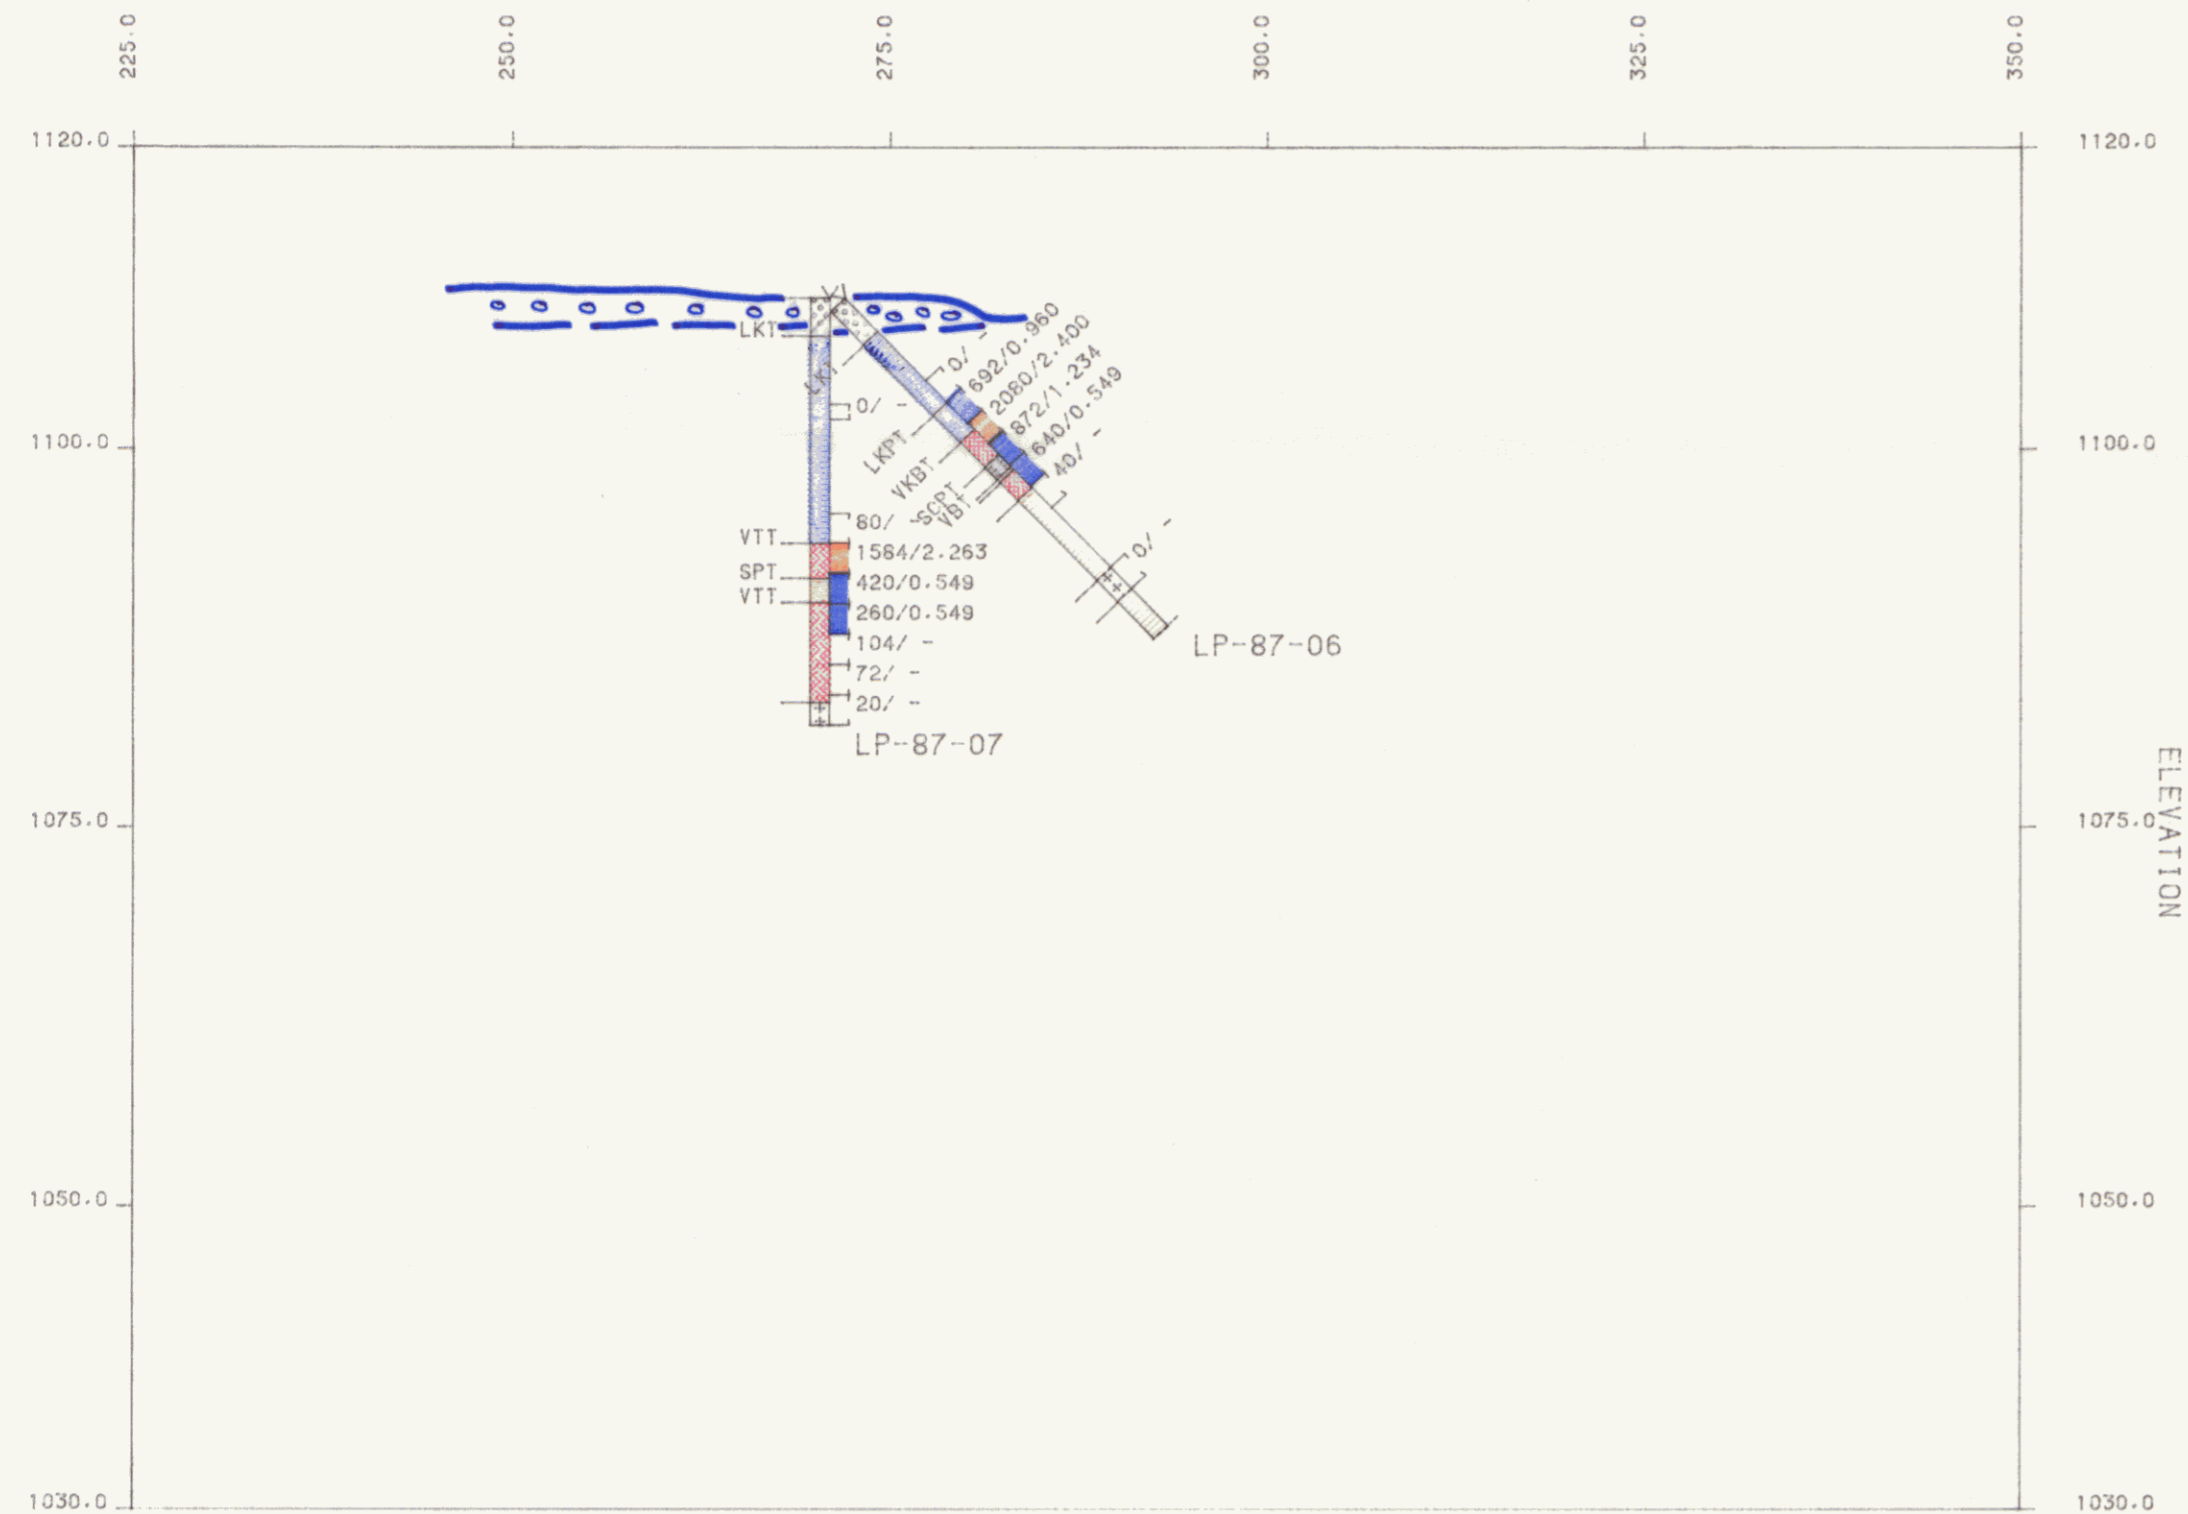 225.0 250.0 275.0 300.0 325.0 350.0
1120.0 1120.0
LKT
LKT
0/ -
692/0.960
2080/2.400
872/1.234
640/0.549
40/ -
0/ -
LKPT
VKBT
SCPT
VBT
LP-87-06
1100.0 1100.0
0/ -
80/ -
VTT
1584/2.263
SPT
420/0.549
VTT
260/0.549
104/ -
72/ -
20/ -
LP-87-07
ELEVATION
1075.0 1075.0
1050.0 1050.0
1030.0 1030.0